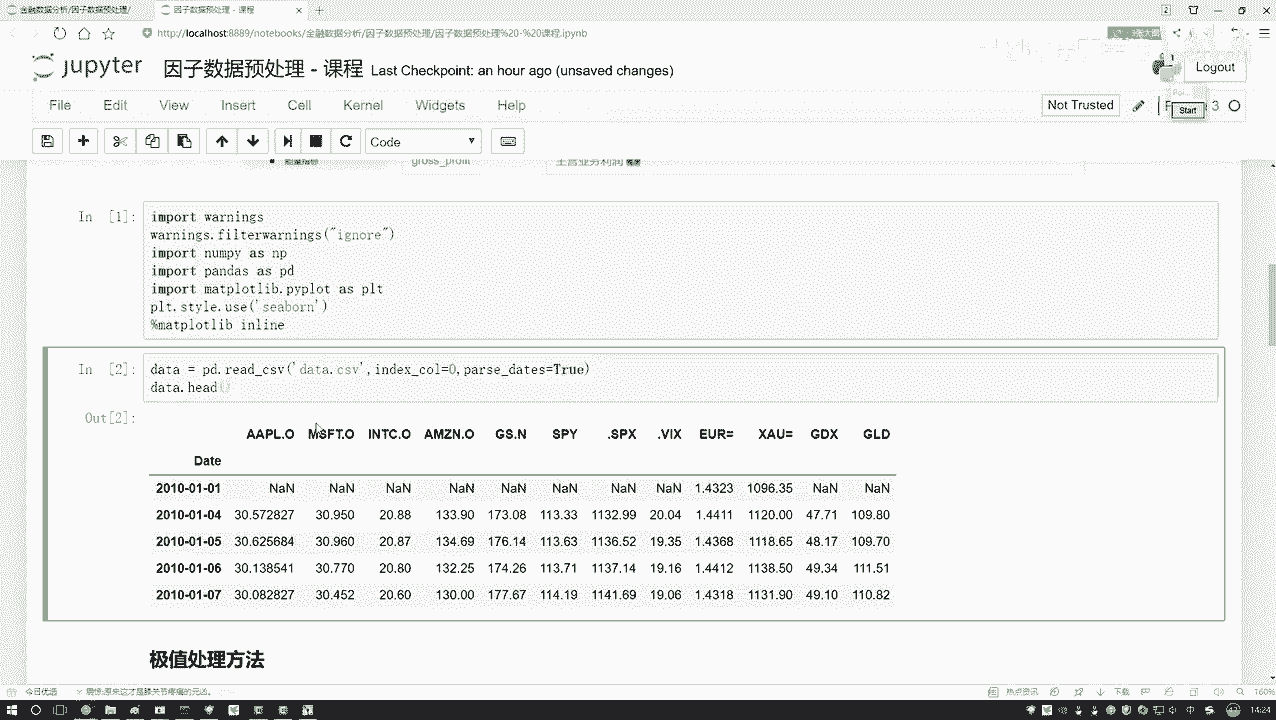 金融数据分析/因子数据预处理/
因子数据预处理 - 课程
http://localhost:8889/notebooks/金融数据分析/因子数据预处理/因子数据预处理%20-%20课程.ipynb
jupyter 因子数据预处理 - 课程 Last Checkpoint: an hour ago (unsaved changes)
Logout
File Edit View Insert Cell Kernel Widgets Help
Not Trusted
3
Start
Code
gross_profit 主营业务利润
In [1]:
import warnings
warnings.filterwarnings("ignore")
import numpy as np
import pandas as pd
import matplotlib.pyplot as plt
plt.style.use('seaborn')
%matplotlib inline
In [2]:
data = pd.read_csv('data.csv',index_col=0,parse_dates=True)
data.head()
Out[2]:
AAPL.O MSFT.O INTC.O AMZN.O GS.N SPY .SPX .VIX EUR= XAU= GDX GLD
Date
2010-01-01 NaN NaN NaN NaN NaN NaN NaN NaN 1.4323 1096.35 NaN NaN
2010-01-04 30.572827 30.950 20.88 133.90 173.08 113.33 1132.99 20.04 1.4411 1120.00 47.71 109.80
2010-01-05 30.625684 30.960 20.87 134.69 176.14 113.63 1136.52 19.35 1.4368 1118.65 48.17 109.70
2010-01-06 30.138541 30.770 20.80 132.25 174.26 113.71 1137.14 19.16 1.4412 1138.50 49.34 111.51
2010-01-07 30.082827 30.452 20.60 130.00 177.67 114.19 1141.69 19.06 1.4318 1131.90 49.10 110.82
极值处理方法
今日优选
热点资讯
下载
160%
14:24